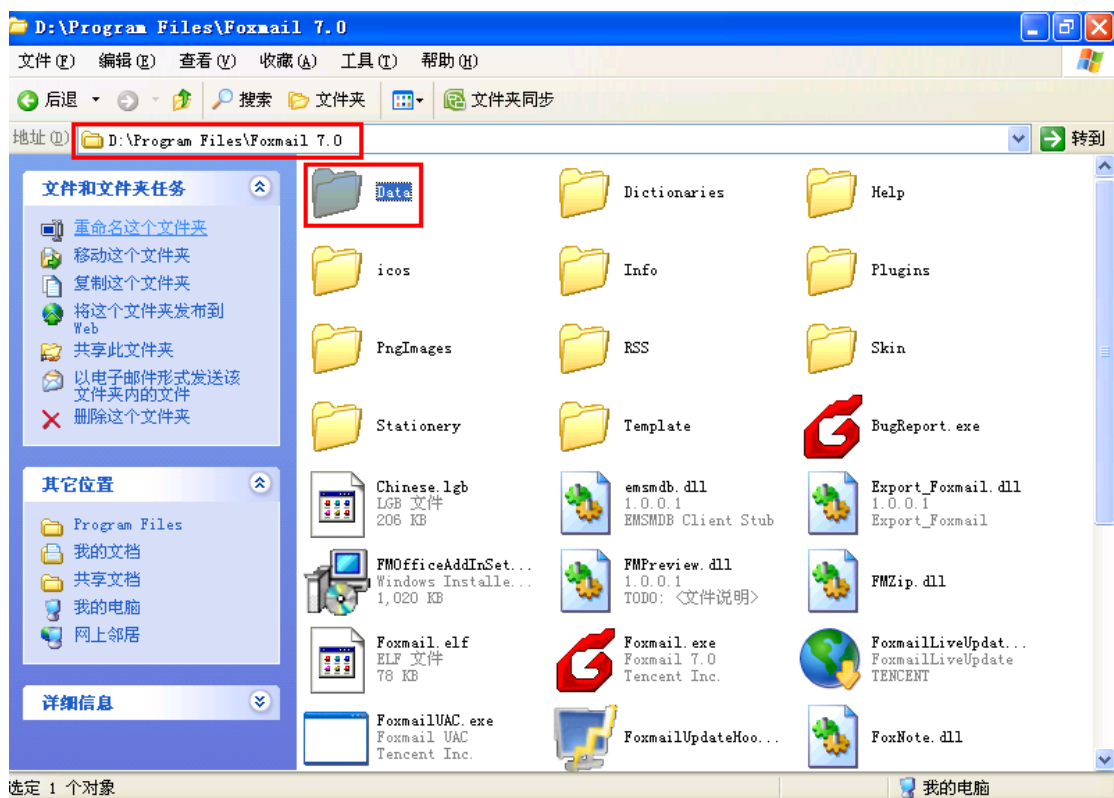 D:\Program Files\Foxmail 7.0
文件(F) 编辑(E) 查看(V) 收藏(A) 工具(T) 帮助(H)
后退 搜索 文件夹 文件夹同步
地址(D) D:\Program Files\Foxmail 7.0 转到
文件和文件夹任务
重命名这个文件夹
移动这个文件夹
复制这个文件夹
将这个文件夹发布到
Web
共享此文件夹
以电子邮件形式发送该
文件夹内的文件
删除这个文件夹
其它位置
Program Files
我的文档
共享文档
我的电脑
网上邻居
详细信息
Data
Dictionaries
Help
icos
Info
Plugins
PngImages
RSS
Skin
Stationery
Template
BugReport.exe
Chinese.lgb
LGB 文件
206 KB
emsmdb.dll
1.0.0.1
EMSMDB Client Stub
Export_Foxmail.dll
1.0.0.1
Export_Foxmail
FMOfficeAddInSet...
Windows Installe...
1,020 KB
FMPreview.dll
1.0.0.1
TODO: <文件说明>
FMZip.dll
Foxmail.elf
ELF 文件
78 KB
Foxmail.exe
Foxmail 7.0
Tencent Inc.
FoxmailLiveUpdat...
FoxmailLiveUpdate
TENCENT
FoxmailUAC.exe
Foxmail UAC
Tencent Inc.
FoxmailUpdateHoo...
FoxNote.dll
选定 1 个对象 我的电脑